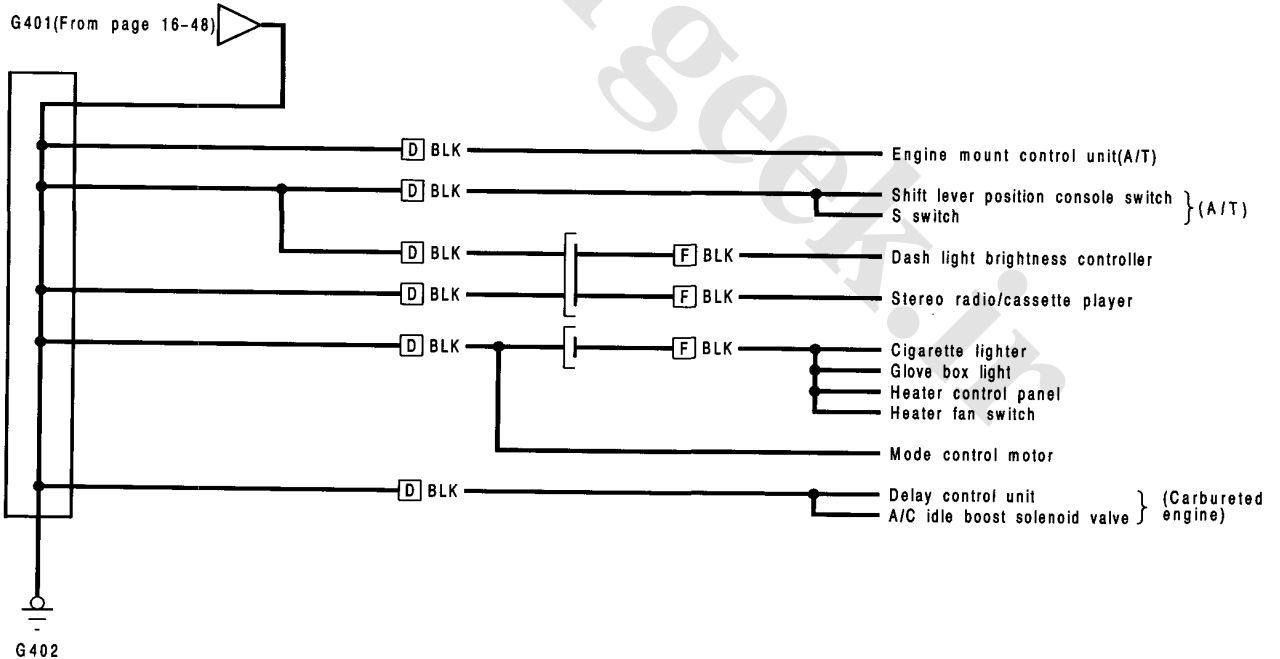 G401(From page 16-48)
D BLK
Engine mount control unit(A/T)
D BLK
Shift lever position console switch
S switch
(A/T)
D BLK
F BLK
Dash light brightness controller
D BLK
F BLK
Stereo radio/cassette player
D BLK
F BLK
Cigarette lighter
Glove box light
Heater control panel
Heater fan switch
Mode control motor
D BLK
Delay control unit
A/C idle boost solenoid valve
(Carbureted
engine)
G402
geek.ir